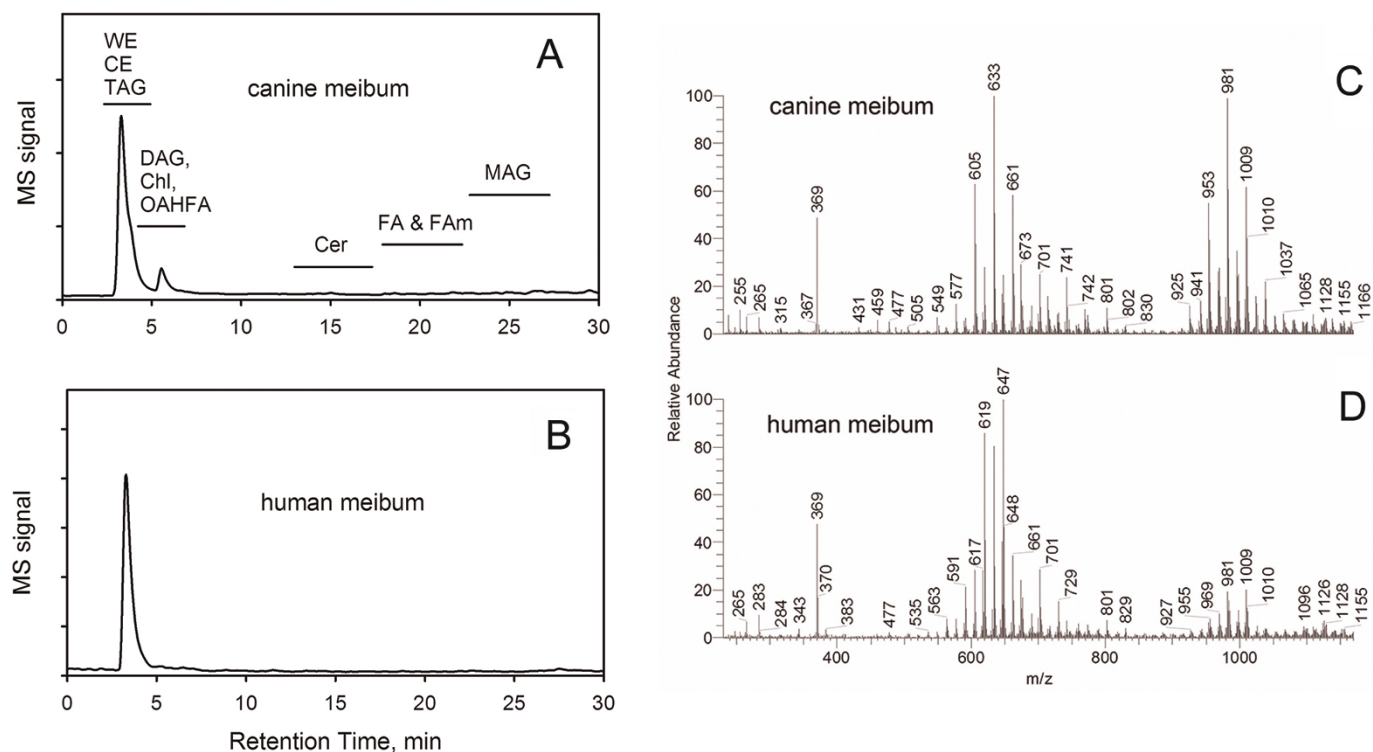 A
WE
CE
TAG
canine meibum
DAG,
Chl,
OAHFA
Cer
FA & FAm
MAG
MS signal
0 5 10 15 20 25 30
B
human meibum
MS signal
0 5 10 15 20 25 30
Retention Time, min
C
canine meibum
100
80
60
40
20
0
255
265
315
367
369
431
459
477
505
549
577
605
633
661
673
701
741
742
801
802
830
925
941
953
981
1009
1010
1037
1065
1128
1155
1166
Relative Abundance
D
human meibum
100
80
60
40
20
0
265
283
284
343
369
370
383
477
535
563
591
617
619
647
648
661
701
729
801
829
927
955
969
981
1009
1010
1096
1126
1128
1155
400 600 800 1000
m/z